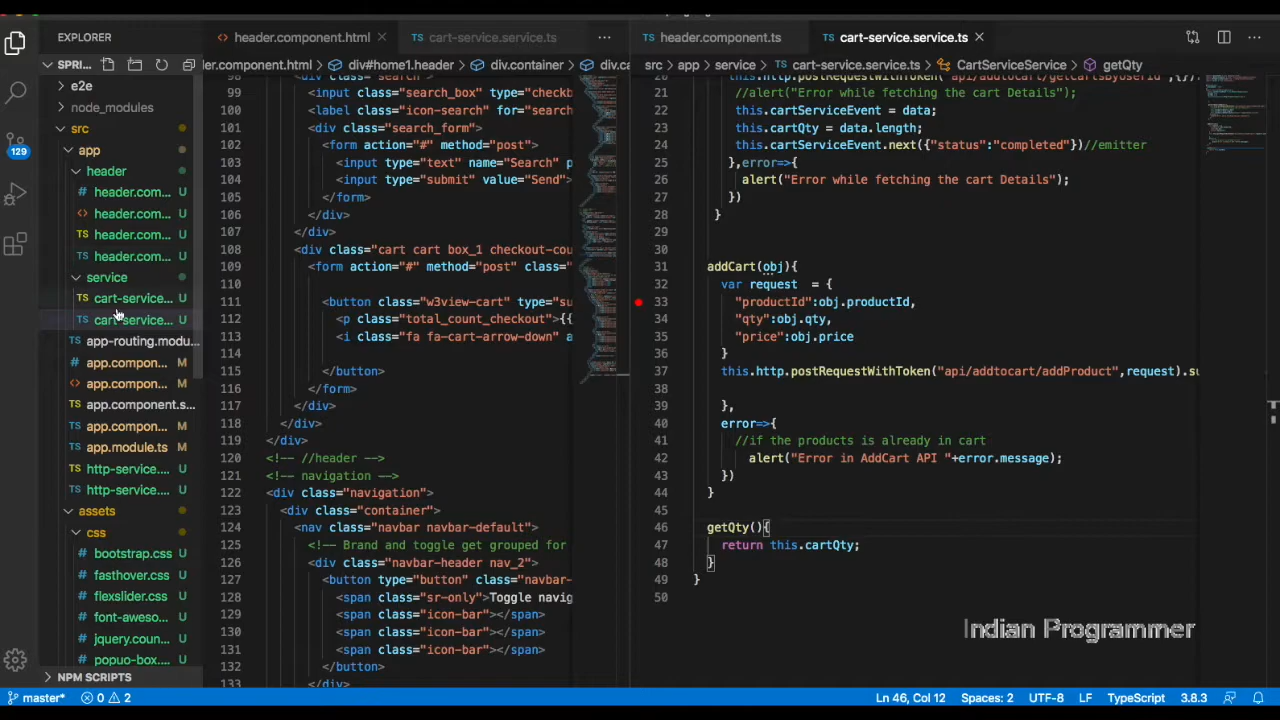 EXPLORER
SPRI...
e2e
node_modules
src
app
header
header.com... U
header.com... U
header.com... U
header.com... U
service
cart-service... U
cart-service... U
app-routing.modu...
app.compon... M
app.compon... M
app.component.s...
app.compon... M
app.module.ts M
http-service.... U
http-service.... U
assets
css
bootstrap.css U
fasthover.css U
flexslider.css U
font-aweso... U
jquery.coun... U
popuo-box.... U
NPM SCRIPTS
129
header.component.html
cart-service.service.ts
der.component.html > div#home1.header > div.container > div.ca
99 <input class="search_box" type="checkb
100 <label class="icon-search" for="search
101 <div class="search_form">
102 <form action="#" method="post">
103 <input type="text" name="Search" p
104 <input type="submit" value="Send">
105 </form>
106 </div>
107 </div>
108 <div class="cart cart box_1 checkout-cou
109 <form action="#" method="post" class="
110
111 <button class="w3view-cart" type="su
112 <p class="total_count_checkout">{{
113 <i class="fa fa-cart-arrow-down" a
114
115 </button>
116 </form>
117 </div>
118 </div>
119 </div>
120 <!-- //header -->
121 <!-- navigation -->
122 <div class="navigation">
123 <div class="container">
124 <nav class="navbar navbar-default">
125 <!-- Brand and toggle get grouped for
126 <div class="navbar-header nav_2">
127 <button type="button" class="navbar-
128 <span class="sr-only">Toggle navig
129 <span class="icon-bar"></span>
130 <span class="icon-bar"></span>
131 <span class="icon-bar"></span>
132 </button>
133 </div>
header.component.ts
cart-service.service.ts
src > app > service > cart-service.service.ts > CartServiceService > getQty
20 this.http.postRequestWithToken("api/addtocart/getCartsByUserId",{}).
21 //alert("Error while fetching the cart Details");
22 this.cartServiceEvent = data;
23 this.cartQty = data.length;
24 this.cartServiceEvent.next({"status":"completed"})//emitter
25 },error=>{
26 alert("Error while fetching the cart Details");
27 })
28 }
29
30
31 addCart(obj){
32 var request = {
33 "productId":obj.productId,
34 "qty":obj.qty,
35 "price":obj.price
36 }
37 this.http.postRequestWithToken("api/addtocart/addProduct",request).su
38
39 },
40 error=>{
41 //if the products is already in cart
42 alert("Error in AddCart API "+error.message);
43 })
44 }
45
46 getQty(){
47 return this.cartQty;
48 }
49 }
50
Indian Programmer
master* 0 2
Ln 46, Col 12 Spaces: 2 UTF-8 LF TypeScript 3.8.3